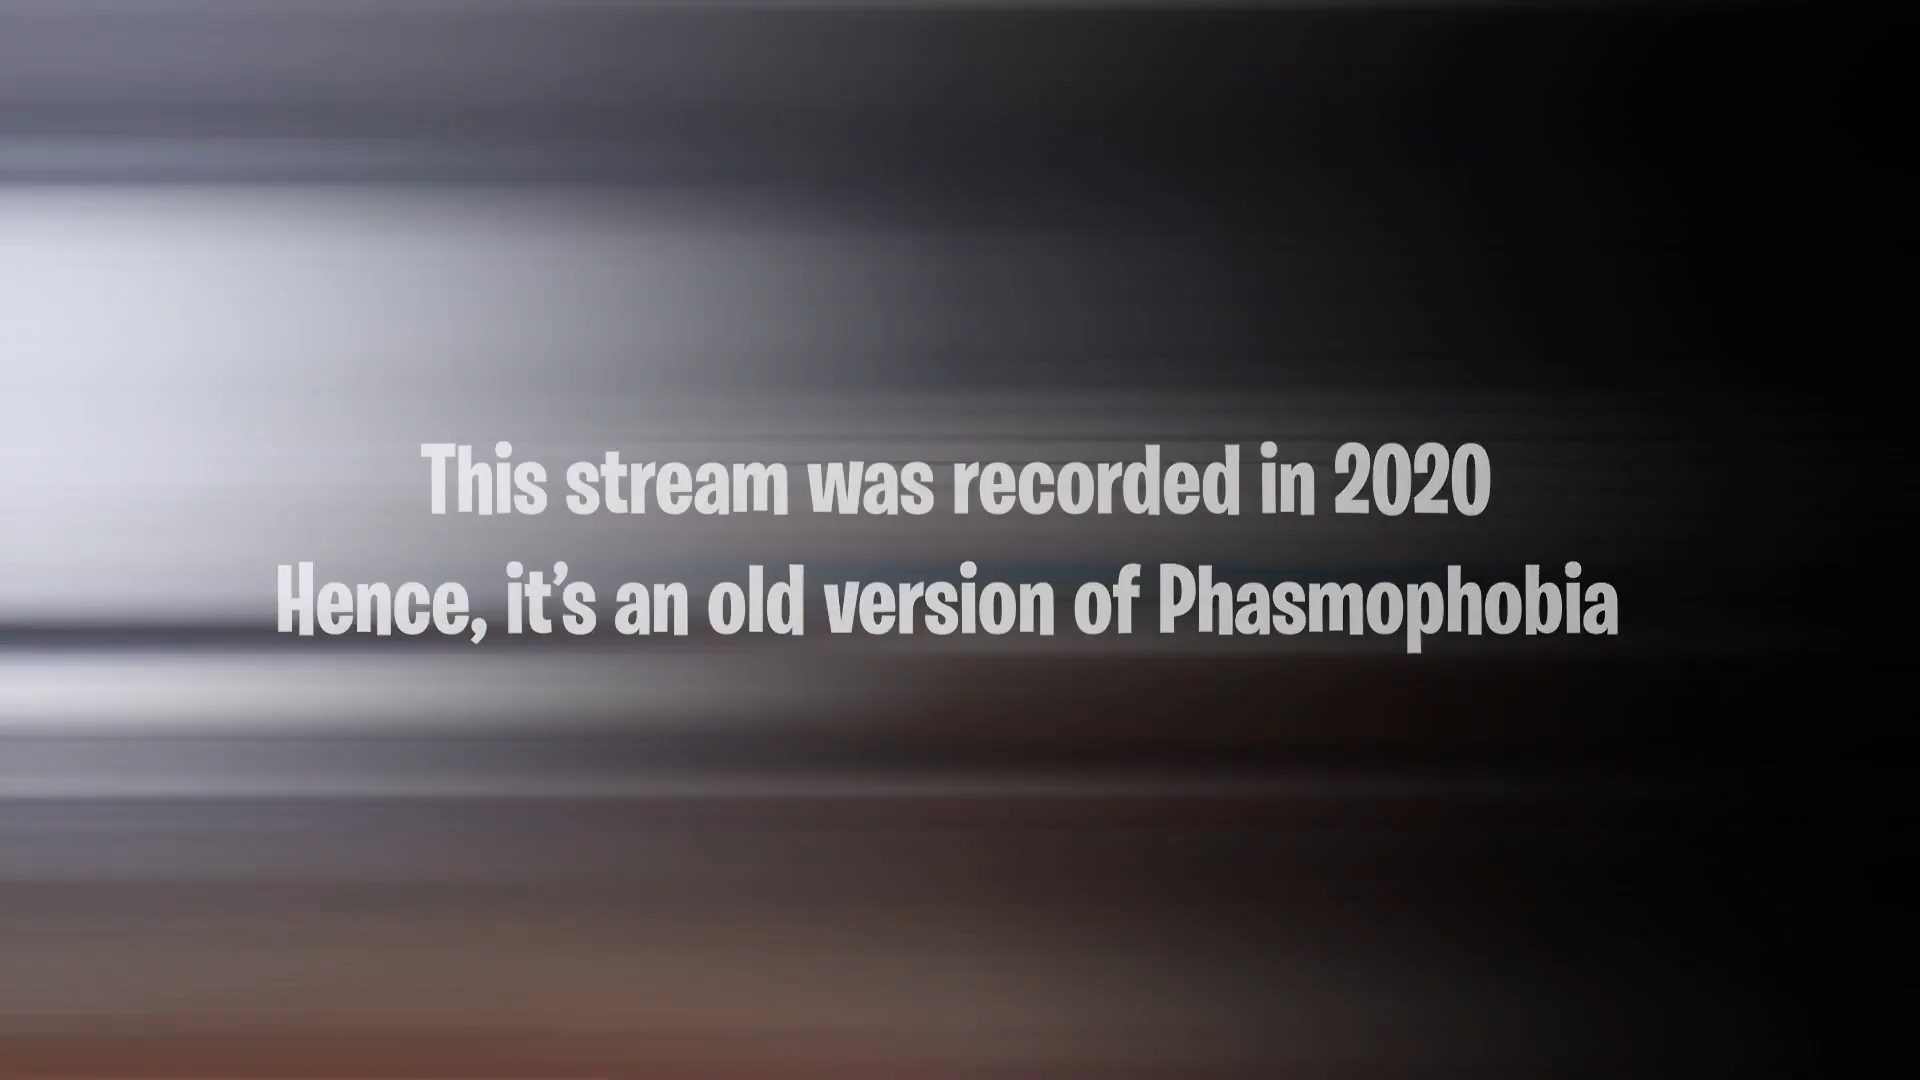 This stream was recorded in 2020
Hence, it’s an old version of Phasmophobia